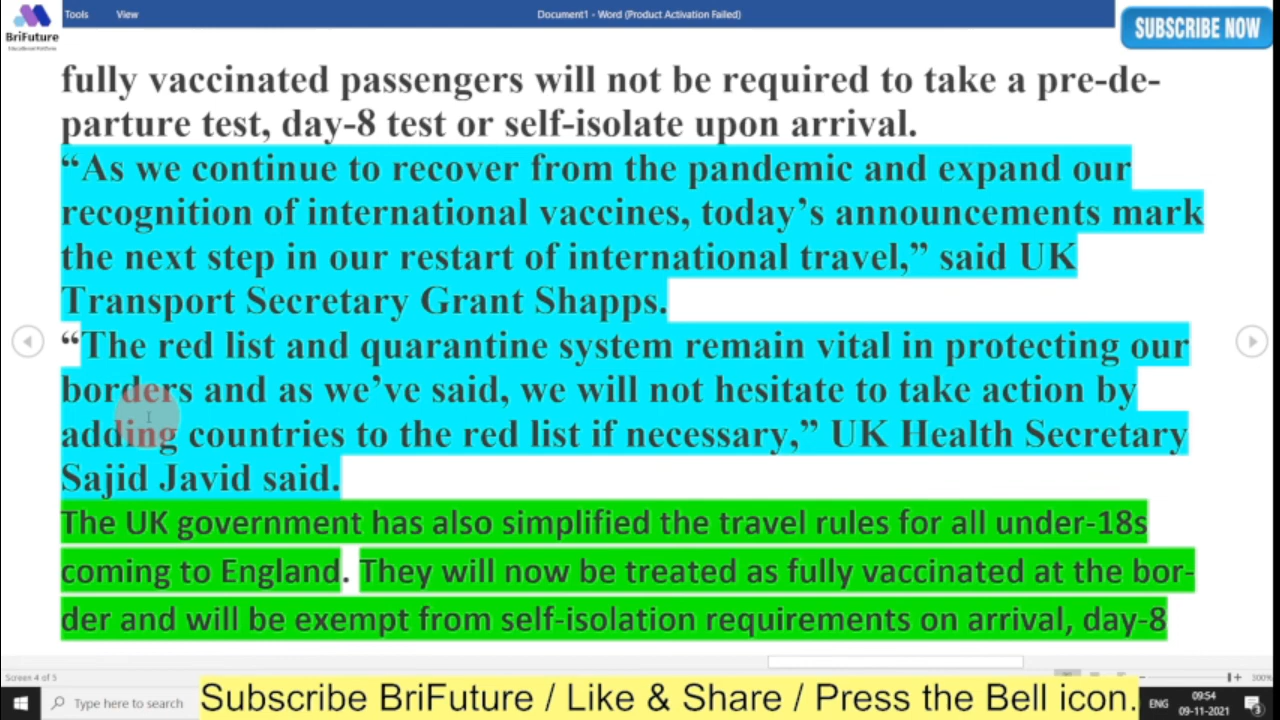 Tools View Document1 - Word (Product Activation Failed)
SUBSCRIBE NOW
BriFuture
fully vaccinated passengers will not be required to take a pre-de-
parture test, day-8 test or self-isolate upon arrival.
“As we continue to recover from the pandemic and expand our
recognition of international vaccines, today’s announcements mark
the next step in our restart of international travel,” said UK
Transport Secretary Grant Shapps.
“The red list and quarantine system remain vital in protecting our
borders and as we’ve said, we will not hesitate to take action by
adding countries to the red list if necessary,” UK Health Secretary
Sajid Javid said.
The UK government has also simplified the travel rules for all under-18s
coming to England. They will now be treated as fully vaccinated at the bor-
der and will be exempt from self-isolation requirements on arrival, day-8
Screen 4 of 5
300%
Type here to search
Subscribe BriFuture / Like & Share / Press the Bell icon.
ENG
09:54
09-11-2021
3